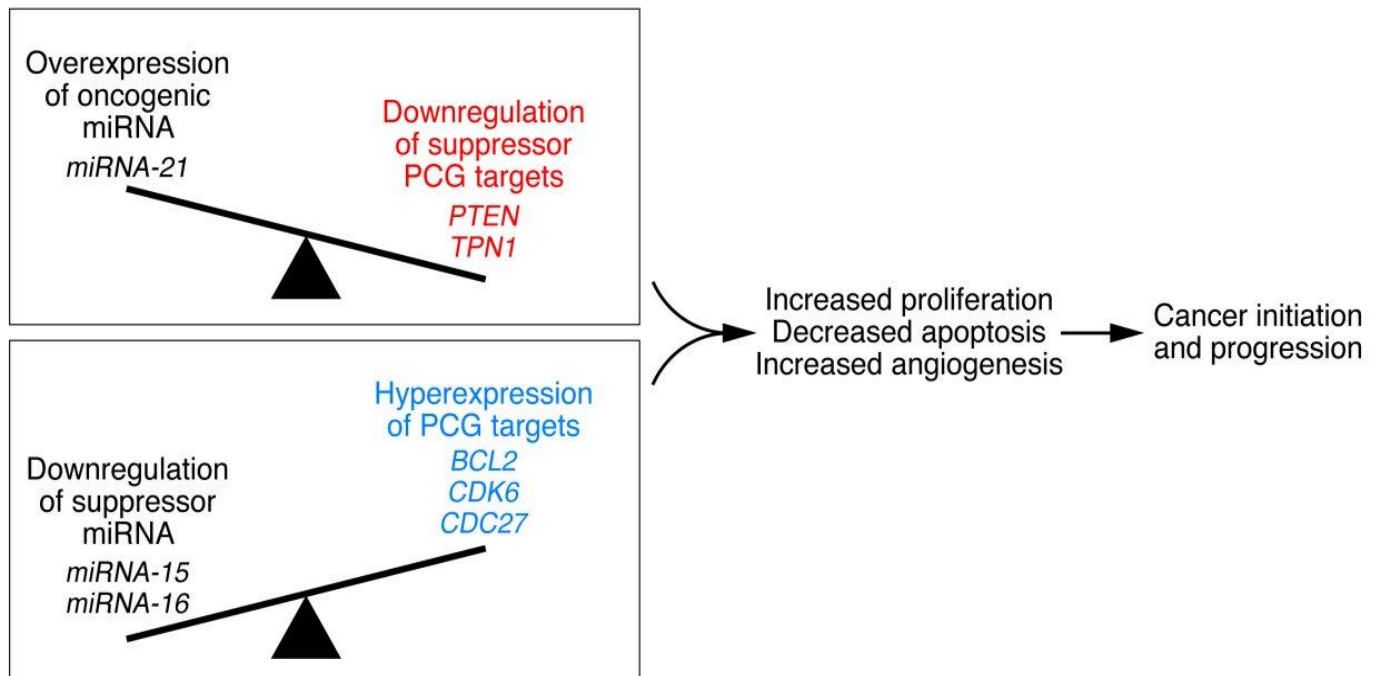 Overexpression
of oncogenic
miRNA
miRNA-21
Downregulation
of suppressor
PCG targets
PTEN
TPN1
Downregulation
of suppressor
miRNA
miRNA-15
miRNA-16
Hyperexpression
of PCG targets
BCL2
CDK6
CDC27
Increased proliferation
Decreased apoptosis
Increased angiogenesis
Cancer initiation
and progression